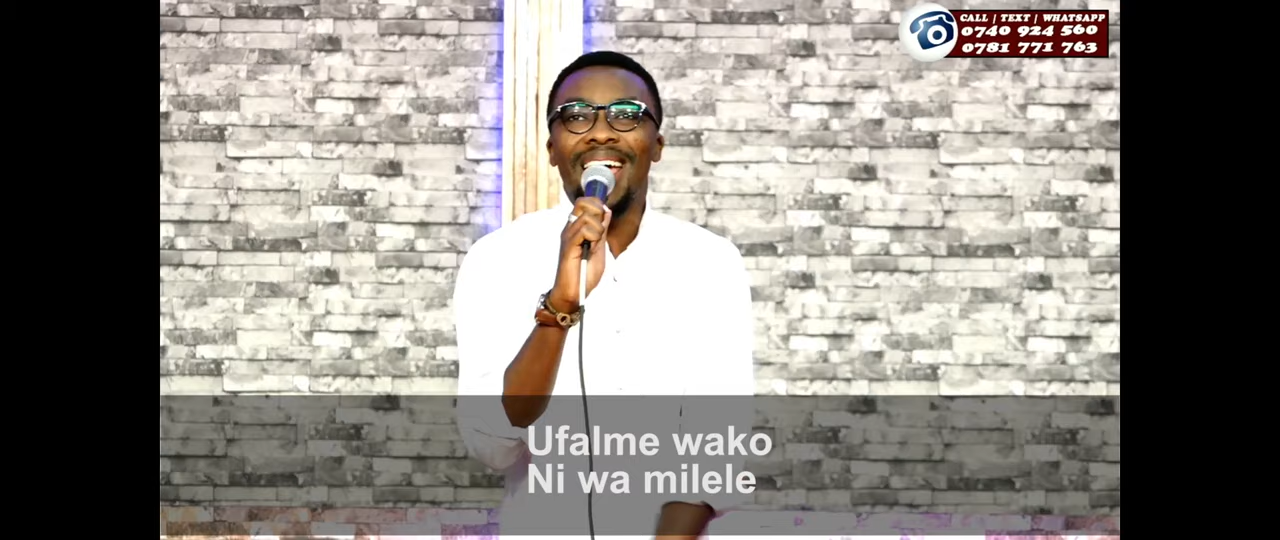 CALL | TEXT | WHATSAPP
0740 924 560
0781 771 763
Ufalme wako
Ni wa milele